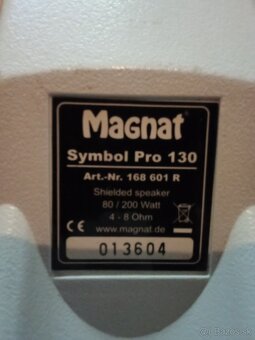 Magnat
Symbol Pro 130
Art.-Nr. 168 601 R
Shielded speaker
80 / 200 Watt
4 - 8 Ohm
www.magnat.de
013604